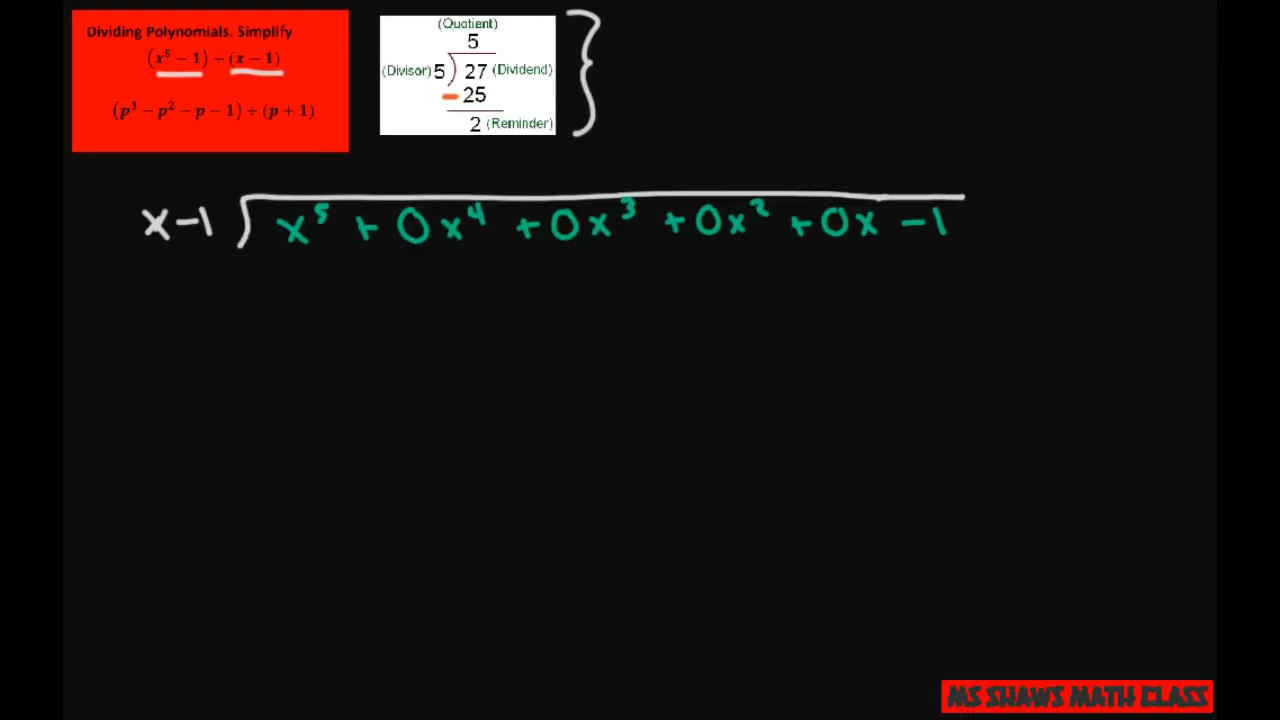 Dividing Polynomials. Simplify
(x⁵ − 1) ÷ (x − 1)
(p³ − p² − p − 1) ÷ (p + 1)
(Quotient)
5
(Divisor) 5) 27 (Dividend)
− 25
2 (Reminder)
x − 1 ) x⁵ + 0x⁴ + 0x³ + 0x² + 0x − 1
MS SHAWS MATH CLASS